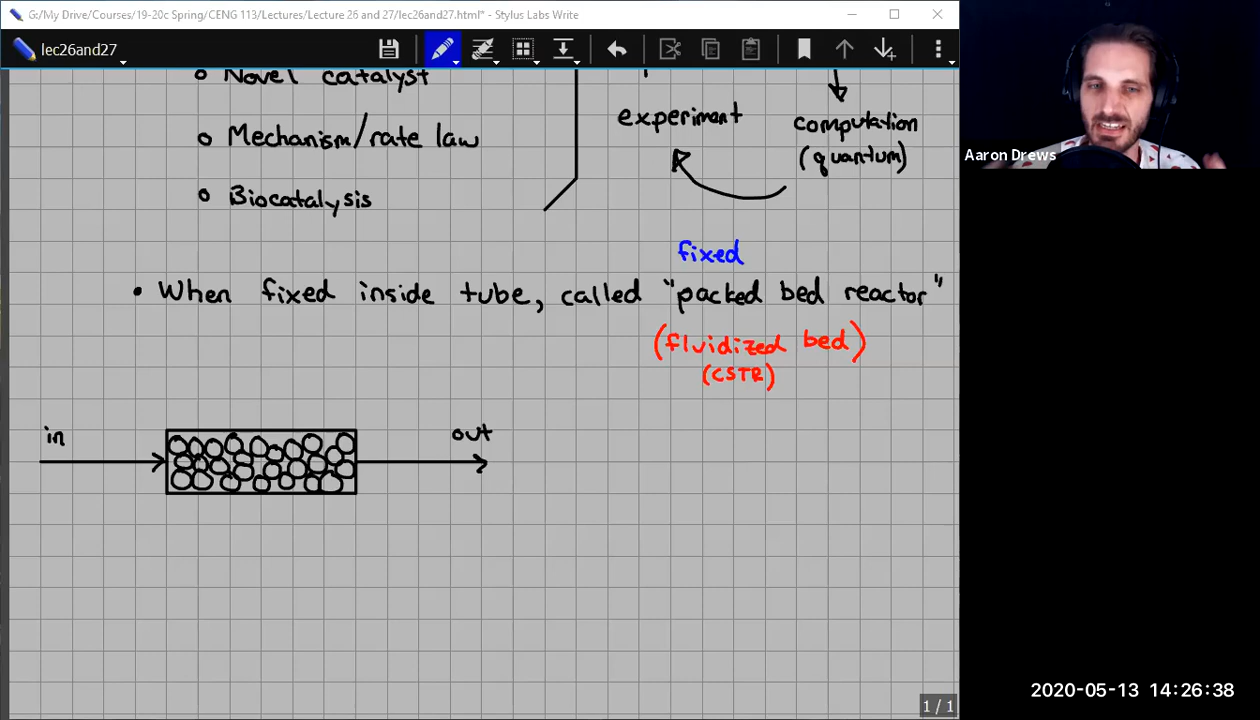 G:/My Drive/Courses/19-20c Spring/CENG 113/Lectures/Lecture 26 and 27/lec26and27.html* - Stylus Labs Write
lec26and27
Novel catalyst
Mechanism/rate law
Biocatalysis
experiment
computation
(quantum)
Aaron Drews
fixed
• When fixed inside tube, called "packed bed reactor"
(fluidized bed)
(CSTR)
in
out
1 / 1
2020-05-13 14:26:38